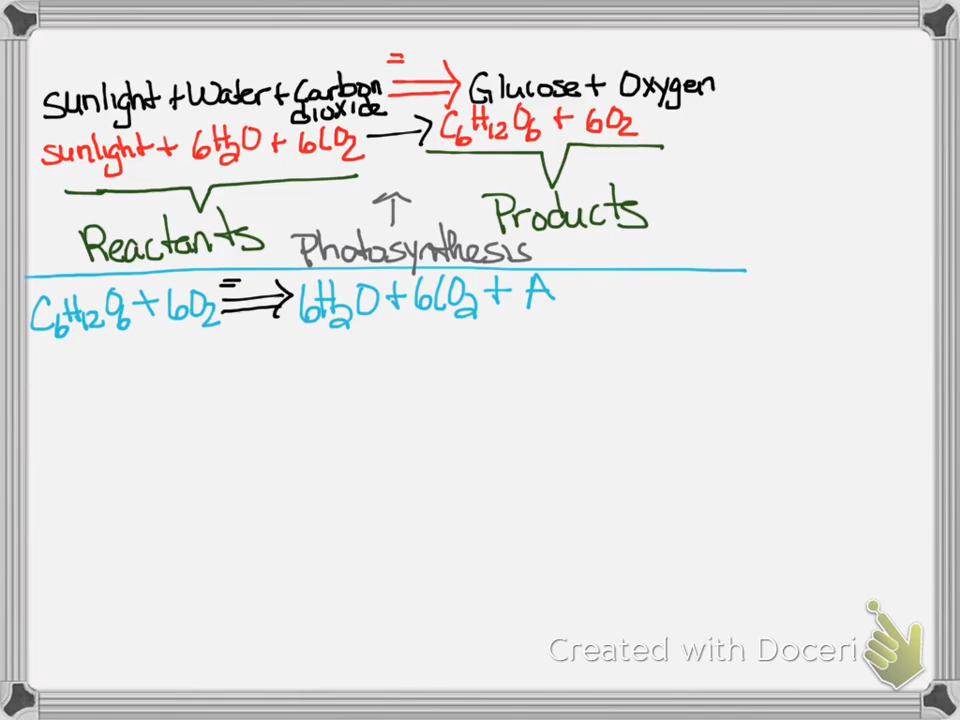 =
sunlight + Water + Carbon dioxide ⇒ Glucose + Oxygen
sunlight + 6H₂O + 6CO₂ → C₆H₁₂O₆ + 6O₂
Reactants
Photosynthesis
Products
C₆H₁₂O₆ + 6O₂ = ⇒ 6H₂O + 6CO₂ + A
Created with Doceri